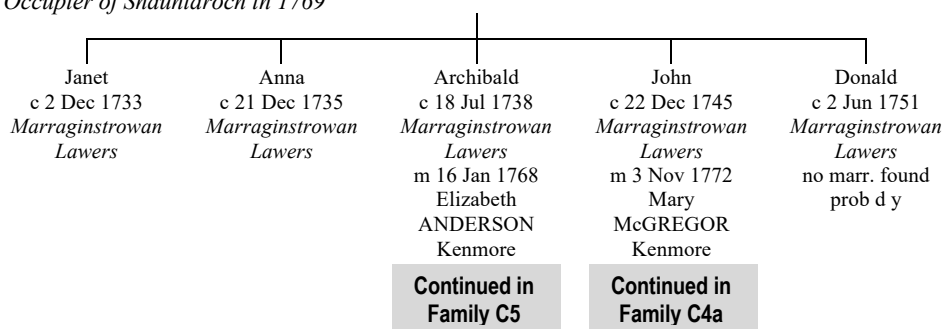 Occupier of Shauntaroch in 1769
Janet
c 2 Dec 1733
Marraginstrowan
Lawers
Anna
c 21 Dec 1735
Marraginstrowan
Lawers
Archibald
c 18 Jul 1738
Marraginstrowan
Lawers
m 16 Jan 1768
Elizabeth
ANDERSON
Kenmore
Continued in
Family C5
John
c 22 Dec 1745
Marraginstrowan
Lawers
m 3 Nov 1772
Mary
McGREGOR
Kenmore
Continued in
Family C4a
Donald
c 2 Jun 1751
Marraginstrowan
Lawers
no marr. found
prob d y